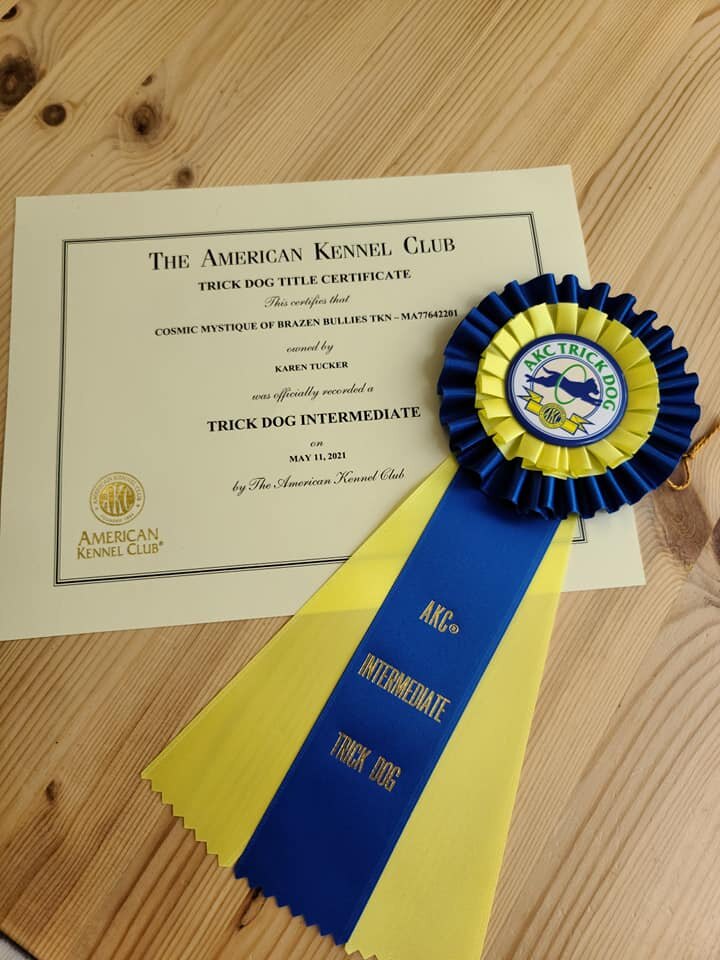 THE AMERICAN KENNEL CLUB
TRICK DOG TITLE CERTIFICATE
This certifies that
COSMIC MYSTIQUE OF BRAZEN BULLIES TKN – MA77642201
owned by
KAREN TUCKER
was officially recorded a
TRICK DOG INTERMEDIATE
on
MAY 11, 2021
by The American Kennel Club
AKC
AMERICAN
KENNEL CLUB®
AKC TRICK DOG
AKC
AKC®
INTERMEDIATE
TRICK DOG